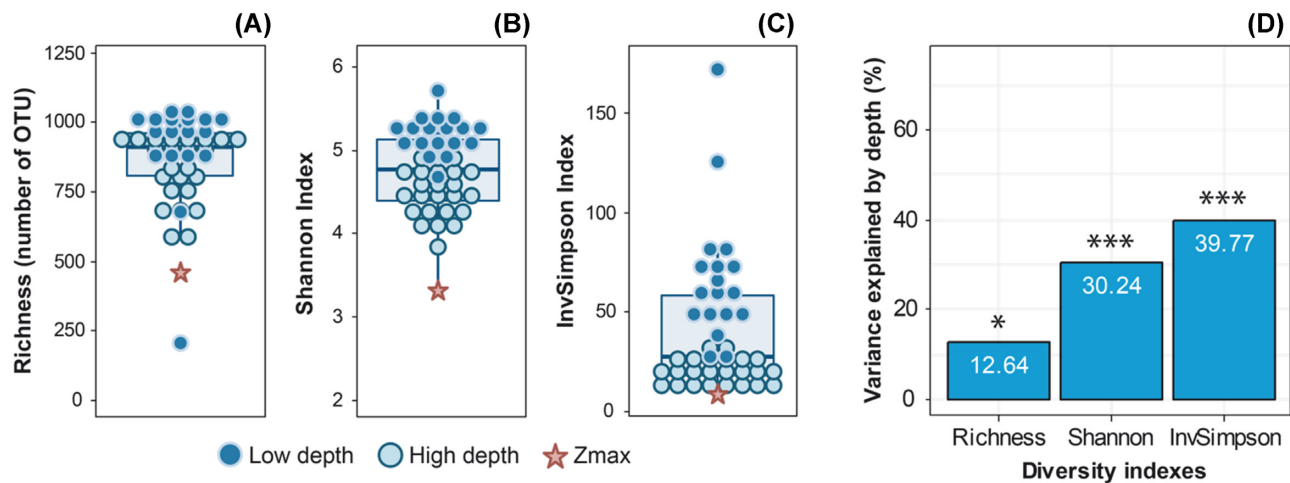 (A)
Richness (number of OTU)
1250
1000
750
500
250
0
(B)
Shannon Index
6
5
4
3
2
(C)
InvSimpson Index
150
100
50
0
Low depth High depth Zmax
(D)
Variance explained by depth (%)
60
40
20
0
*
12.64
***
30.24
***
39.77
Richness Shannon InvSimpson
Diversity indexes